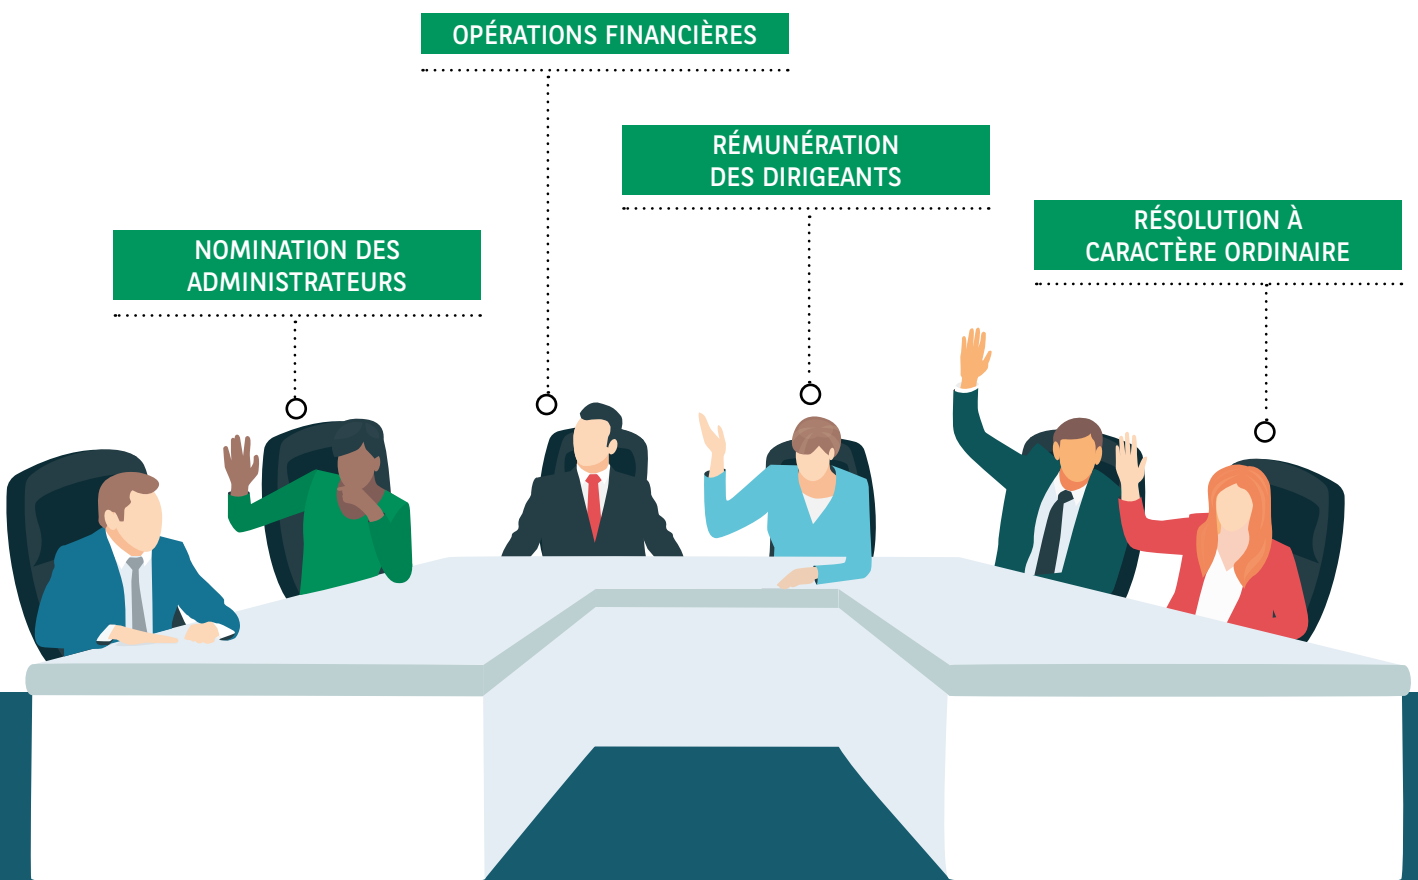 OPÉRATIONS FINANCIÈRES
RÉMUNÉRATION
DES DIRIGEANTS
RÉSOLUTION À
CARACTÈRE ORDINAIRE
NOMINATION DES
ADMINISTRATEURS